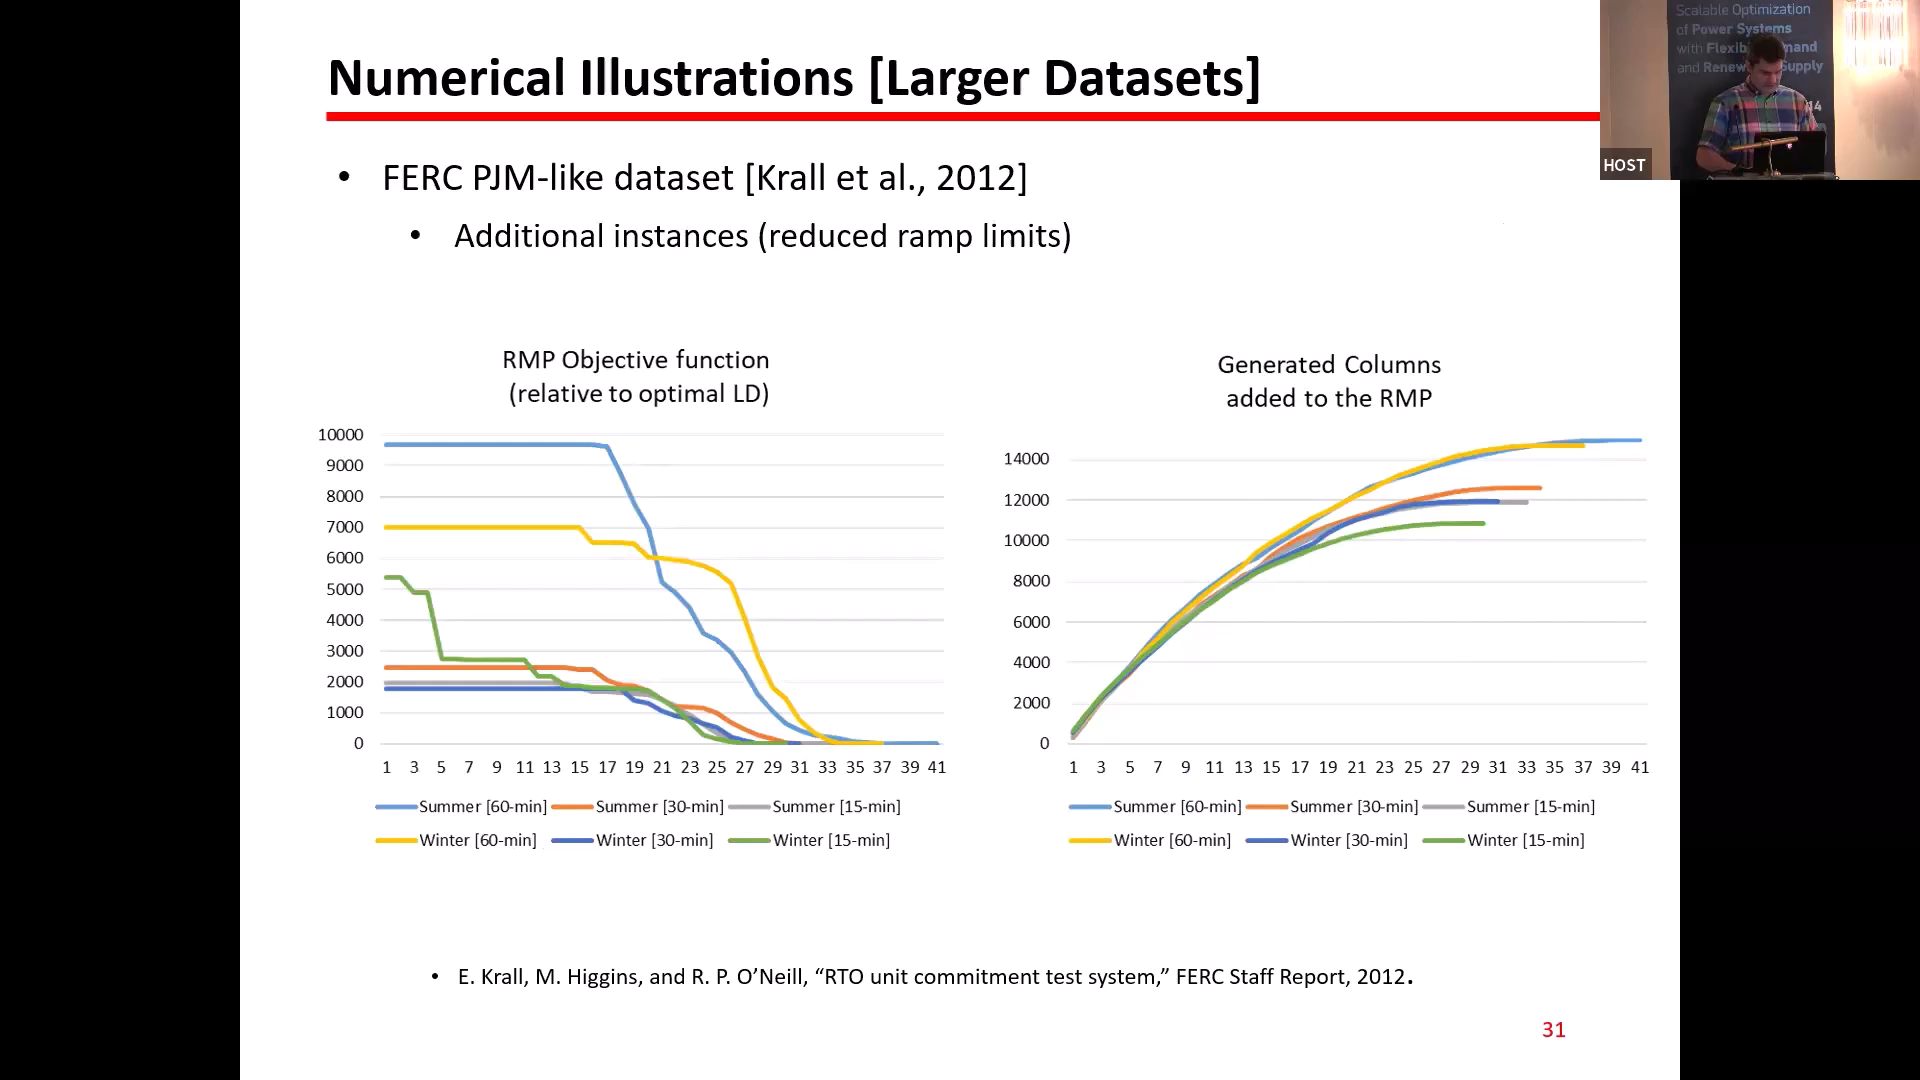 Numerical Illustrations [Larger Datasets]
Scalable Optimization
of Power Systems
with Flexib mand
and Renew Supply
14
HOST
• FERC PJM-like dataset [Krall et al., 2012]
• Additional instances (reduced ramp limits)
RMP Objective function
(relative to optimal LD)
10000
9000
8000
7000
6000
5000
4000
3000
2000
1000
0
1 3 5 7 9 11 13 15 17 19 21 23 25 27 29 31 33 35 37 39 41
Summer [60-min] Summer [30-min] Summer [15-min]
Winter [60-min] Winter [30-min] Winter [15-min]
Generated Columns
added to the RMP
14000
12000
10000
8000
6000
4000
2000
0
1 3 5 7 9 11 13 15 17 19 21 23 25 27 29 31 33 35 37 39 41
Summer [60-min] Summer [30-min] Summer [15-min]
Winter [60-min] Winter [30-min] Winter [15-min]
• E. Krall, M. Higgins, and R. P. O’Neill, “RTO unit commitment test system,” FERC Staff Report, 2012.
31